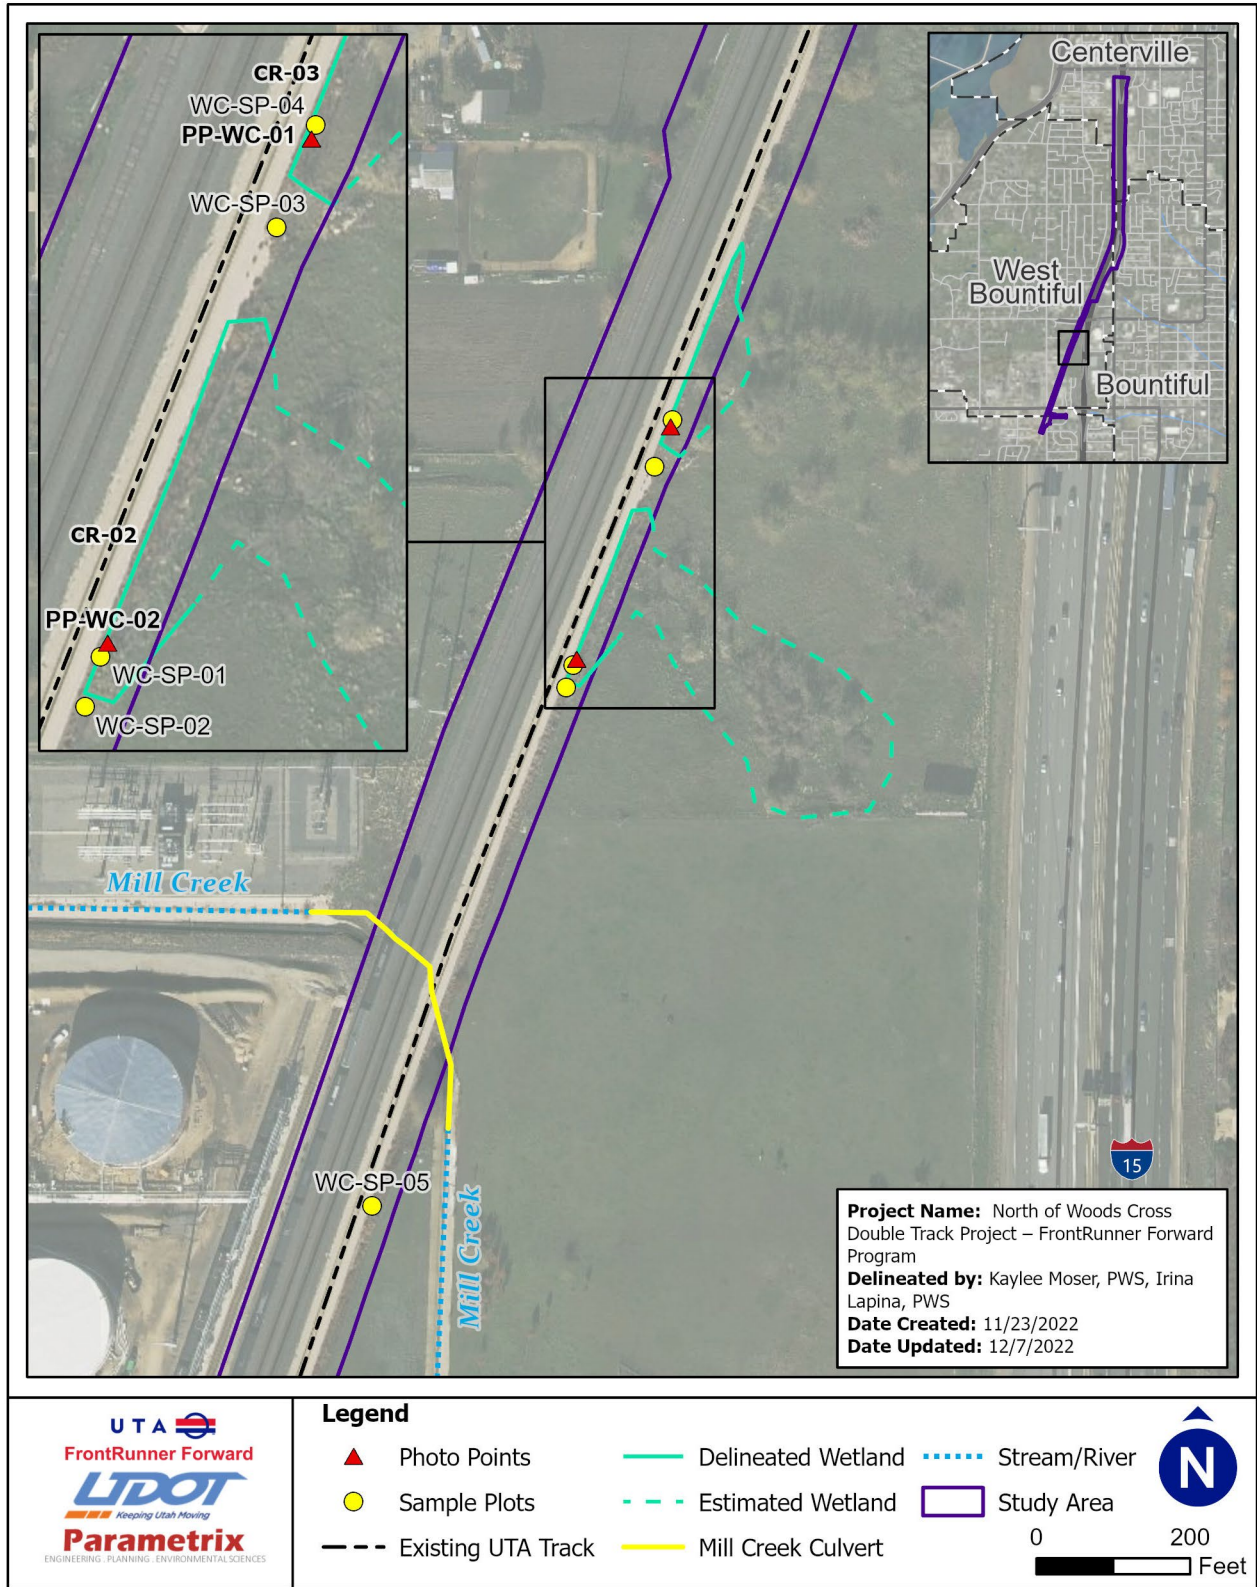 CR-03
WC-SP-04
PP-WC-01
WC-SP-03
CR-02
PP-WC-02
WC-SP-01
WC-SP-02
Centerville
West
Bountiful
Bountiful
Mill Creek
WC-SP-05
Mill Creek
15
Project Name: North of Woods Cross
Double Track Project – FrontRunner Forward
Program
Delineated by: Kaylee Moser, PWS, Irina
Lapina, PWS
Date Created: 11/23/2022
Date Updated: 12/7/2022
UTA
FrontRunner Forward
UDOT
Keeping Utah Moving
Parametrix
ENGINEERING . PLANNING . ENVIRONMENTAL SCIENCES
Legend
Photo Points
Sample Plots
Existing UTA Track
Delineated Wetland
Estimated Wetland
Mill Creek Culvert
Stream/River
Study Area
N
0 200
Feet